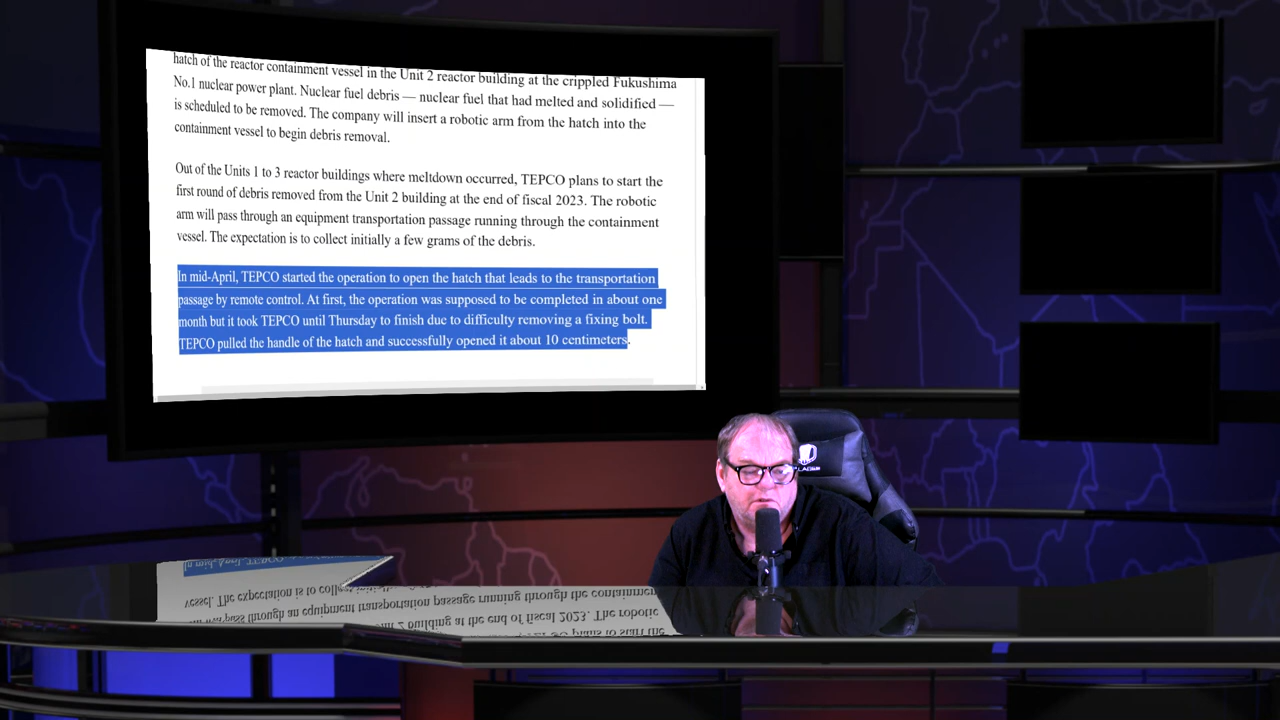 hatch of the reactor containment vessel in the Unit 2 reactor building at the crippled Fukushima
No.1 nuclear power plant. Nuclear fuel debris — nuclear fuel that had melted and solidified —
is scheduled to be removed. The company will insert a robotic arm from the hatch into the
containment vessel to begin debris removal.
Out of the Units 1 to 3 reactor buildings where meltdown occurred, TEPCO plans to start the
first round of debris removed from the Unit 2 building at the end of fiscal 2023. The robotic
arm will pass through an equipment transportation passage running through the containment
vessel. The expectation is to collect initially a few grams of the debris.
In mid-April, TEPCO started the operation to open the hatch that leads to the transportation
passage by remote control. At first, the operation was supposed to be completed in about one
month but it took TEPCO until Thursday to finish due to difficulty removing a fixing bolt.
TEPCO pulled the handle of the hatch and successfully opened it about 10 centimeters.